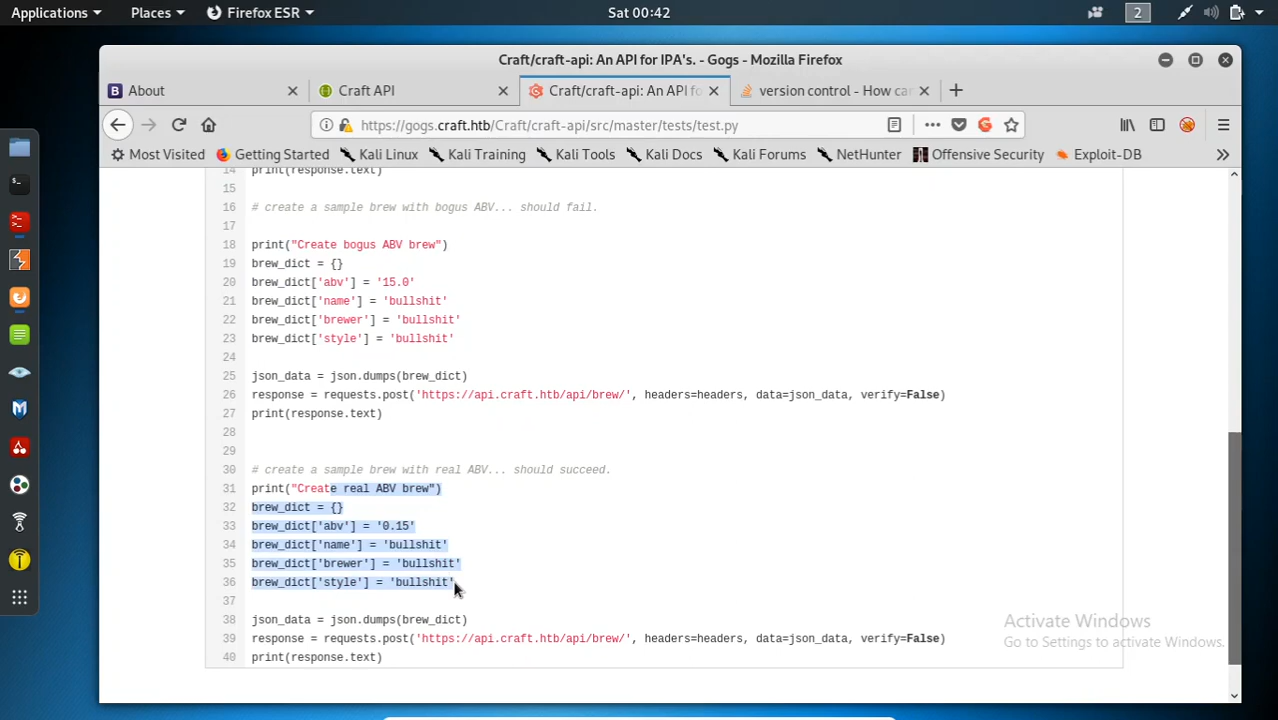 Applications Places Firefox ESR Sat 00:42 2
Craft/craft-api: An API for IPA's. - Gogs - Mozilla Firefox
B About Craft API Craft/craft-api: An API fo version control - How can
https://gogs.craft.htb/Craft/craft-api/src/master/tests/test.py
Most Visited Getting Started Kali Linux Kali Training Kali Tools Kali Docs Kali Forums NetHunter Offensive Security Exploit-DB
14 print(response.text)
15
16 # create a sample brew with bogus ABV... should fail.
17
18 print("Create bogus ABV brew")
19 brew_dict = {}
20 brew_dict['abv'] = '15.0'
21 brew_dict['name'] = 'bullshit'
22 brew_dict['brewer'] = 'bullshit'
23 brew_dict['style'] = 'bullshit'
24
25 json_data = json.dumps(brew_dict)
26 response = requests.post('https://api.craft.htb/api/brew/', headers=headers, data=json_data, verify=False)
27 print(response.text)
28
29
30 # create a sample brew with real ABV... should succeed.
31 print("Create real ABV brew")
32 brew_dict = {}
33 brew_dict['abv'] = '0.15'
34 brew_dict['name'] = 'bullshit'
35 brew_dict['brewer'] = 'bullshit'
36 brew_dict['style'] = 'bullshit'
37
38 json_data = json.dumps(brew_dict)
39 response = requests.post('https://api.craft.htb/api/brew/', headers=headers, data=json_data, verify=False)
40 print(response.text)
Activate Windows
Go to Settings to activate Windows.